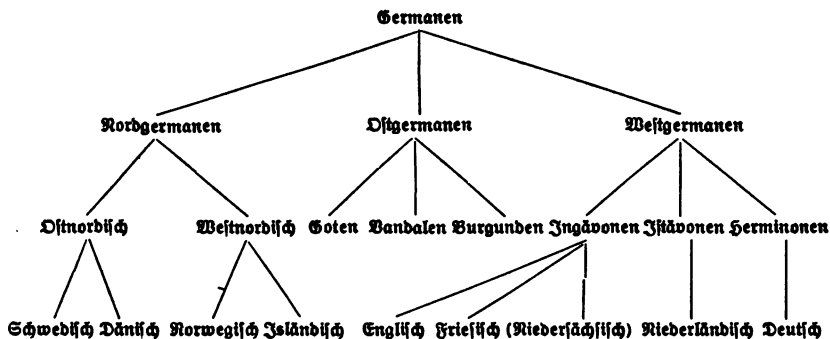 Germanen
Nordgermanen Oſtgermanen Weſtgermanen
Oſtnordiſch Weſtnordiſch Goten Vandalen Burgunden Ingävonen Iſtävonen Herminonen
Schwediſch Däniſch Norwegiſch Isländiſch Engliſch Frieſiſch (Niederſächſiſch) Niederländiſch Deutſch